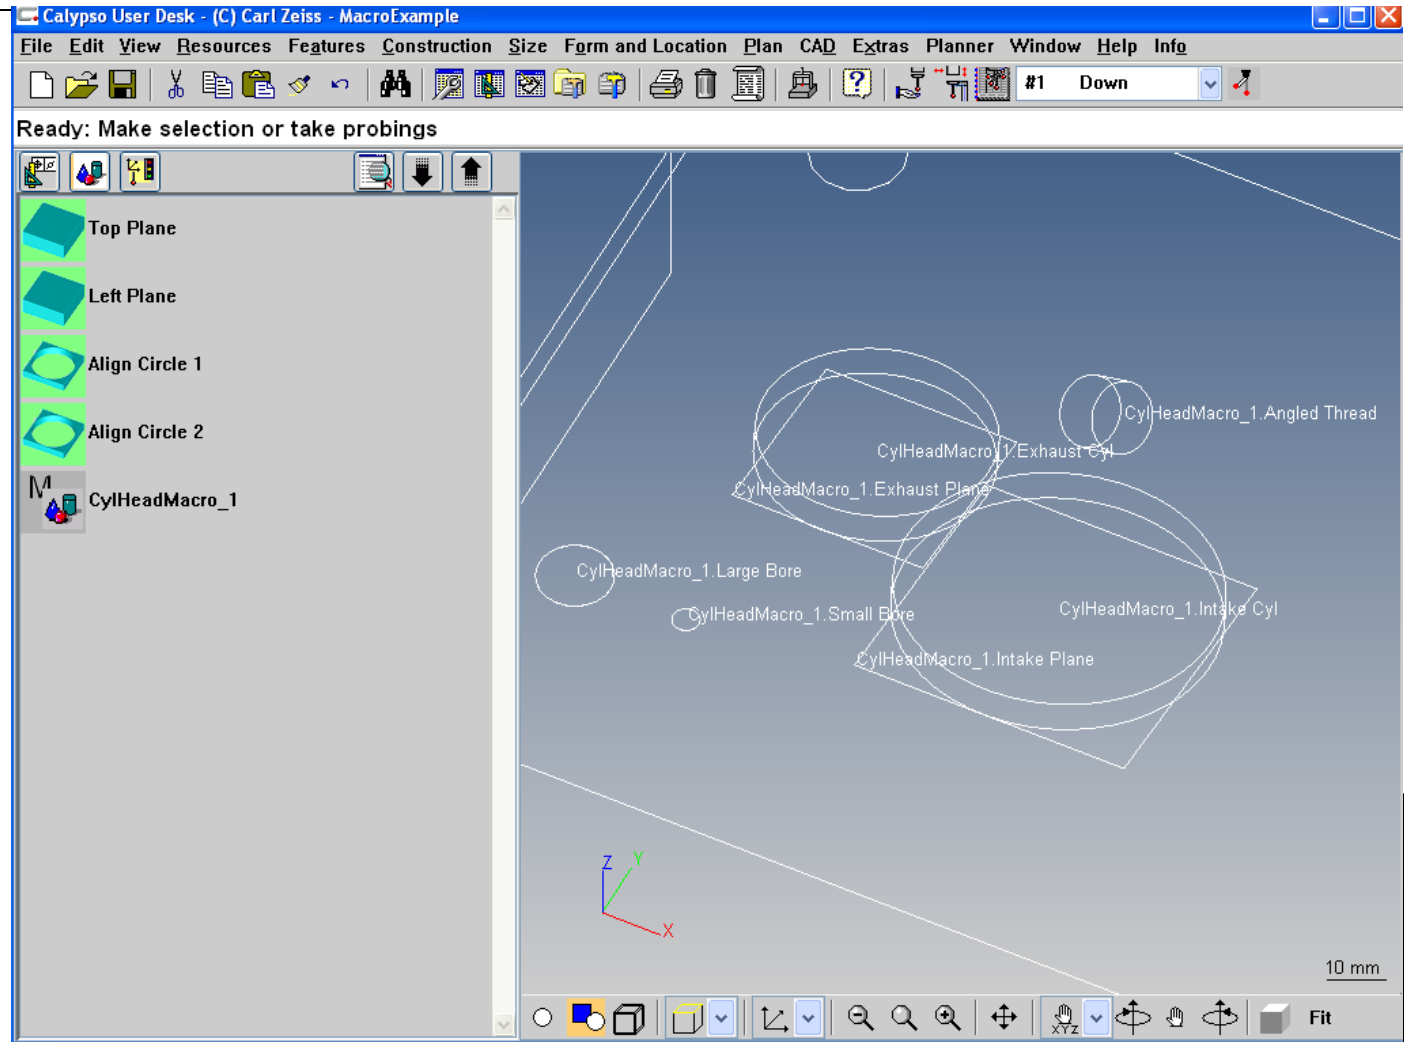 Calypso User Desk - (C) Carl Zeiss - MacroExample
File Edit View Resources Features Construction Size Form and Location Plan CAD Extras Planner Window Help Info
#1 Down
Ready: Make selection or take probings
Top Plane
Left Plane
Align Circle 1
Align Circle 2
M
CylHeadMacro_1
CylHeadMacro_1.Angled Thread
CylHeadMacro_1.Exhaust Cyl
CylHeadMacro_1.Exhaust Plane
CylHeadMacro_1.Large Bore
CylHeadMacro_1.Small Bore
CylHeadMacro_1.Intake Cyl
CylHeadMacro_1.Intake Plane
Z Y
X
10 mm
XYZ
Fit